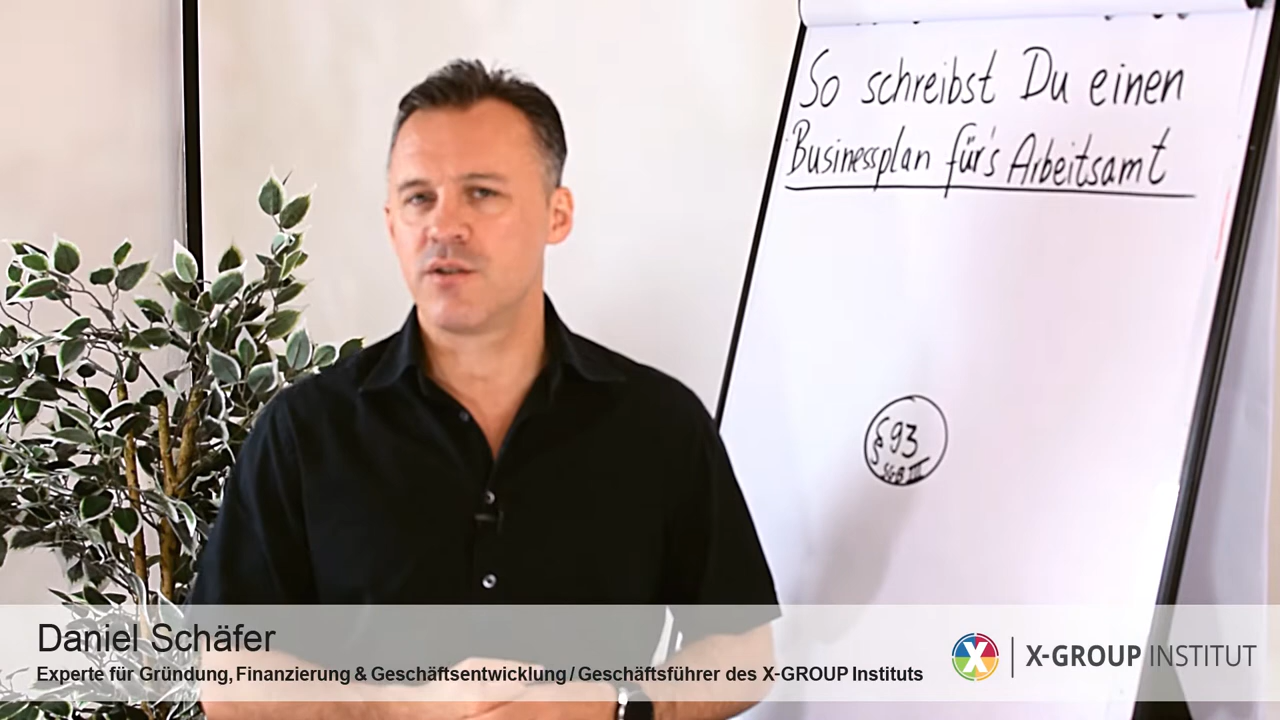 So schreibst Du einen
Businessplan für's Arbeitsamt
§ 93
SGB III
Daniel Schäfer
Experte für Gründung, Finanzierung & Geschäftsentwicklung / Geschäftsführer des X-GROUP Instituts
X X-GROUP INSTITUT